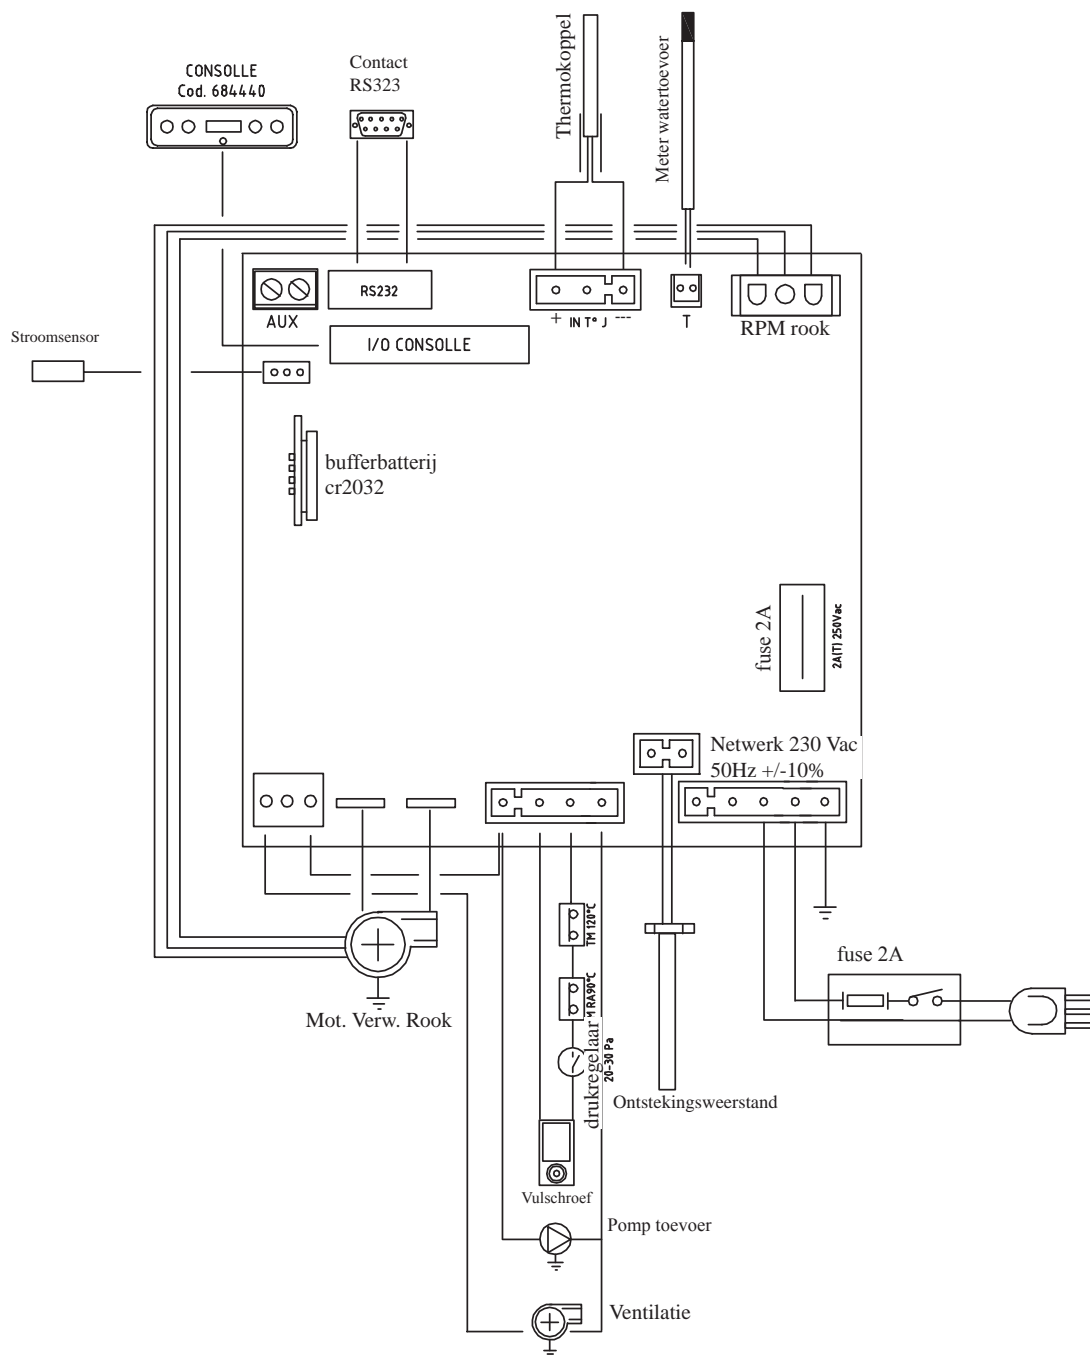 CONSOLLE
Cod. 684440
Contact
RS323
Thermokoppel
Meter watertoevoer
RS232
AUX
+ IN T° J ---
T
RPM rook
Stroomsensor
I/O CONSOLLE
bufferbatterij
cr2032
fuse 2A
2A(T) 250Vac
Netwerk 230 Vac
50Hz +/-10%
TM 120°C
fuse 2A
M RA90°C
Mot. Verw. Rook
drukregelaar
20-30 Pa
Ontstekingsweerstand
Vulschroef
Pomp toevoer
Ventilatie